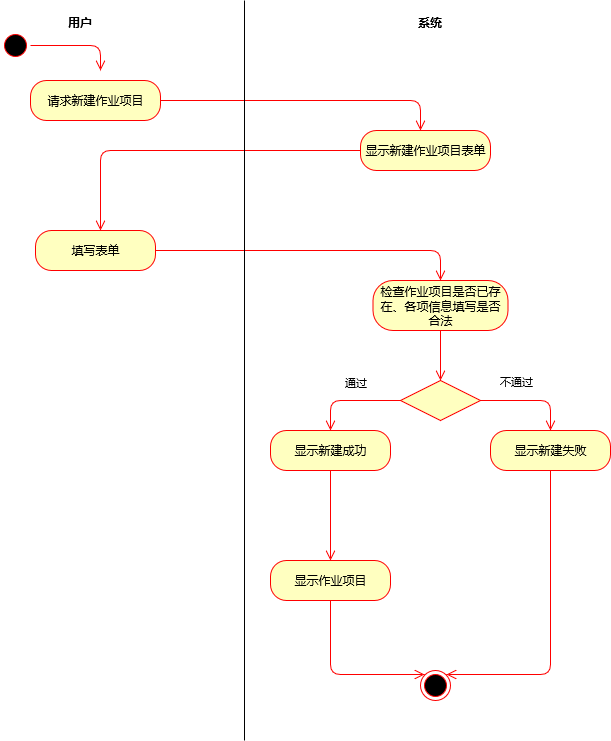 用户
系统
请求新建作业项目
显示新建作业项目表单
填写表单
检查作业项目是否已存
在、各项信息填写是否
合法
通过
不通过
显示新建成功
显示新建失败
显示作业项目